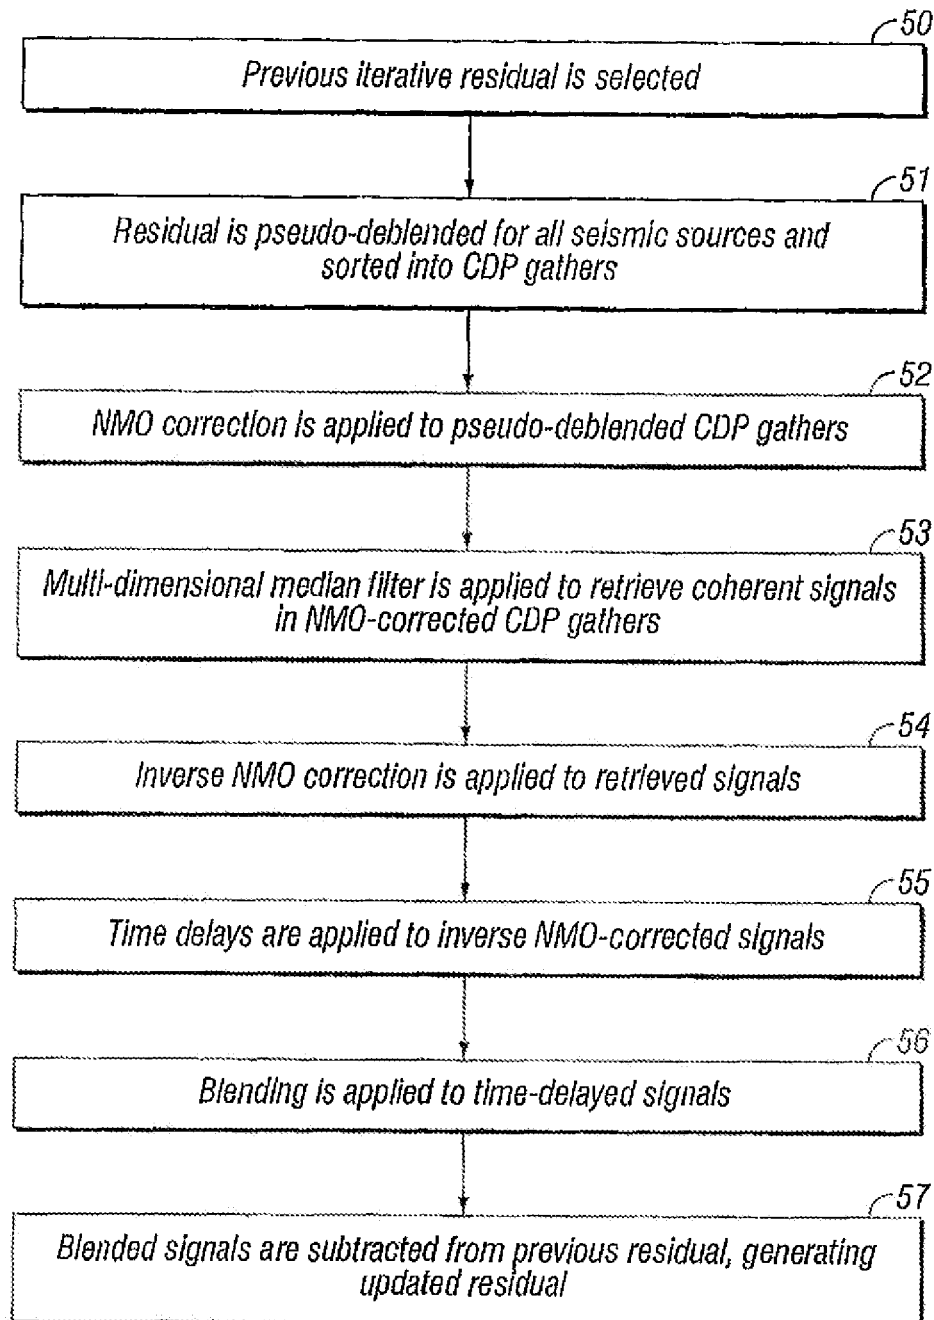 50
Previous iterative residual is selected
51
Residual is pseudo-deblended for all seismic sources and
sorted into CDP gathers
52
NMO correction is applied to pseudo-deblended CDP gathers
53
Multi-dimensional median filter is applied to retrieve coherent signals
in NMO-corrected CDP gathers
54
Inverse NMO correction is applied to retrieved signals
55
Time delays are applied to inverse NMO-corrected signals
56
Blending is applied to time-delayed signals
57
Blended signals are subtracted from previous residual, generating
updated residual